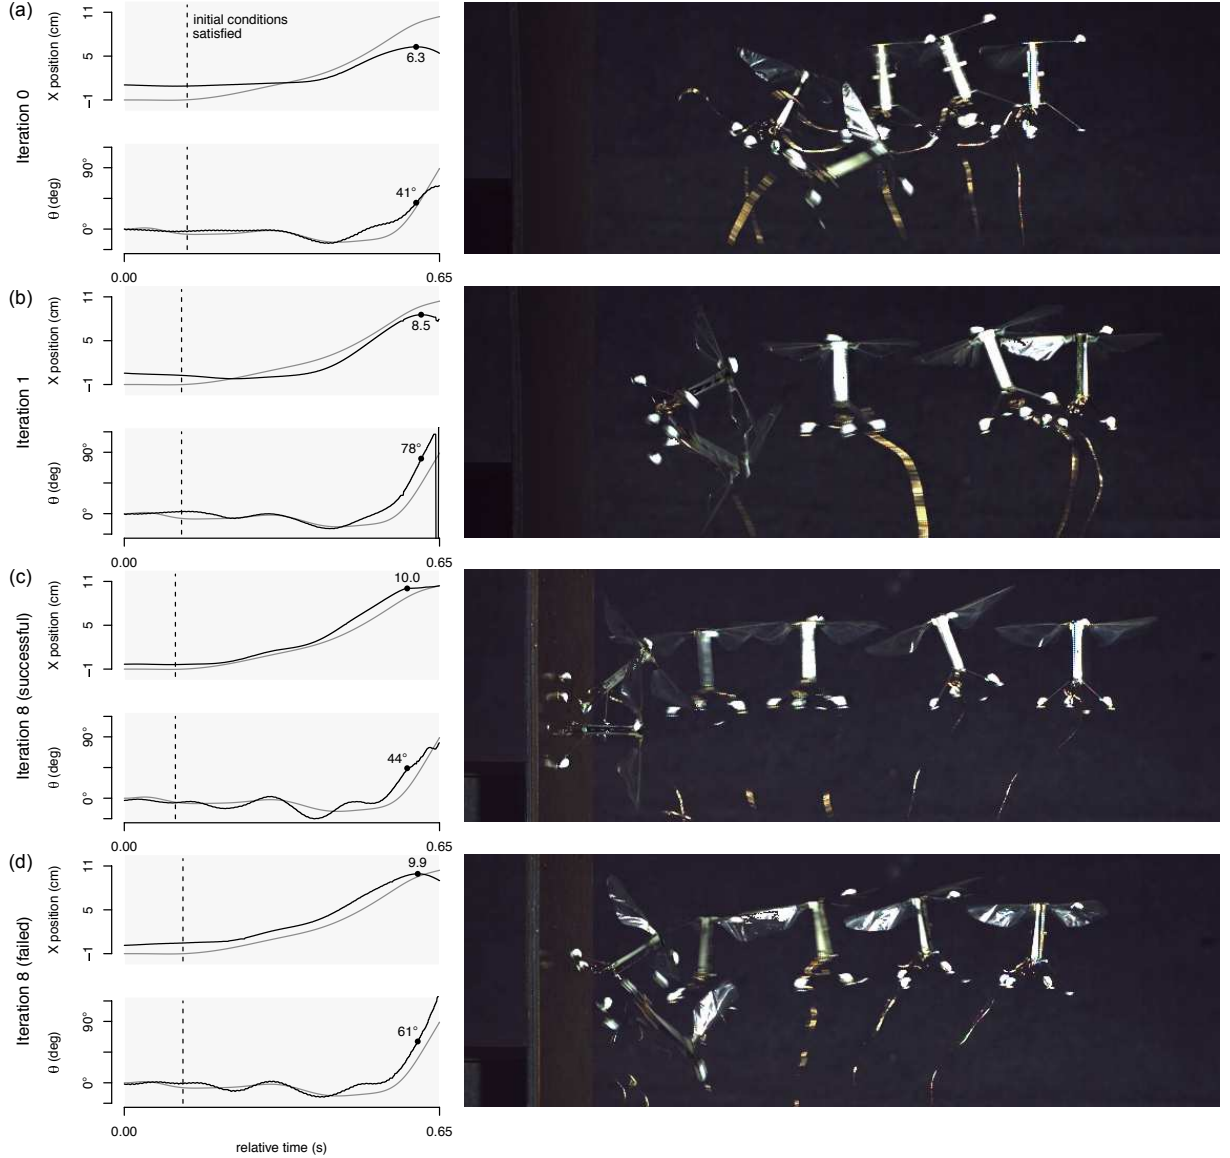 (a)
Iteration 0
X position (cm)
11
5
−1
initial conditions
satisfied
6.3
θ (deg)
90°
0°
41°
0.00
0.65
(b)
Iteration 1
X position (cm)
11
5
−1
8.5
θ (deg)
90°
0°
78°
0.00
0.65
(c)
Iteration 8 (successful)
X position (cm)
11
5
−1
10.0
θ (deg)
90°
0°
44°
0.00
0.65
(d)
Iteration 8 (failed)
X position (cm)
11
5
−1
9.9
θ (deg)
90°
0°
61°
0.00
0.65
relative time (s)